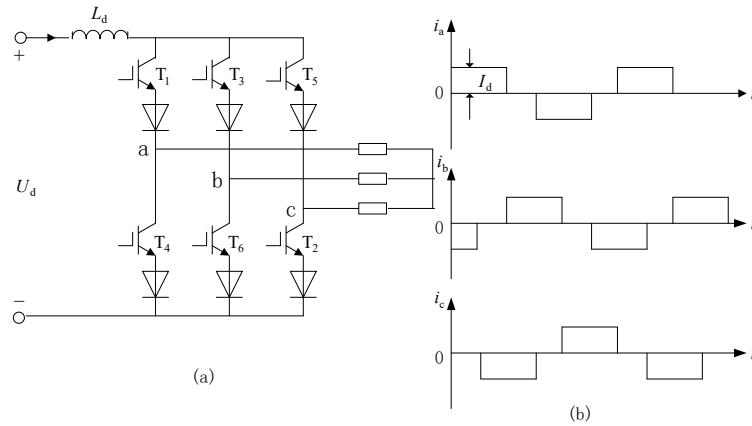 L_d
+
T_1
T_3
T_5
a
b
c
U_d
T_4
T_6
T_2
−
(a)
i_a
0
I_d
i_b
0
i_c
0
(b)